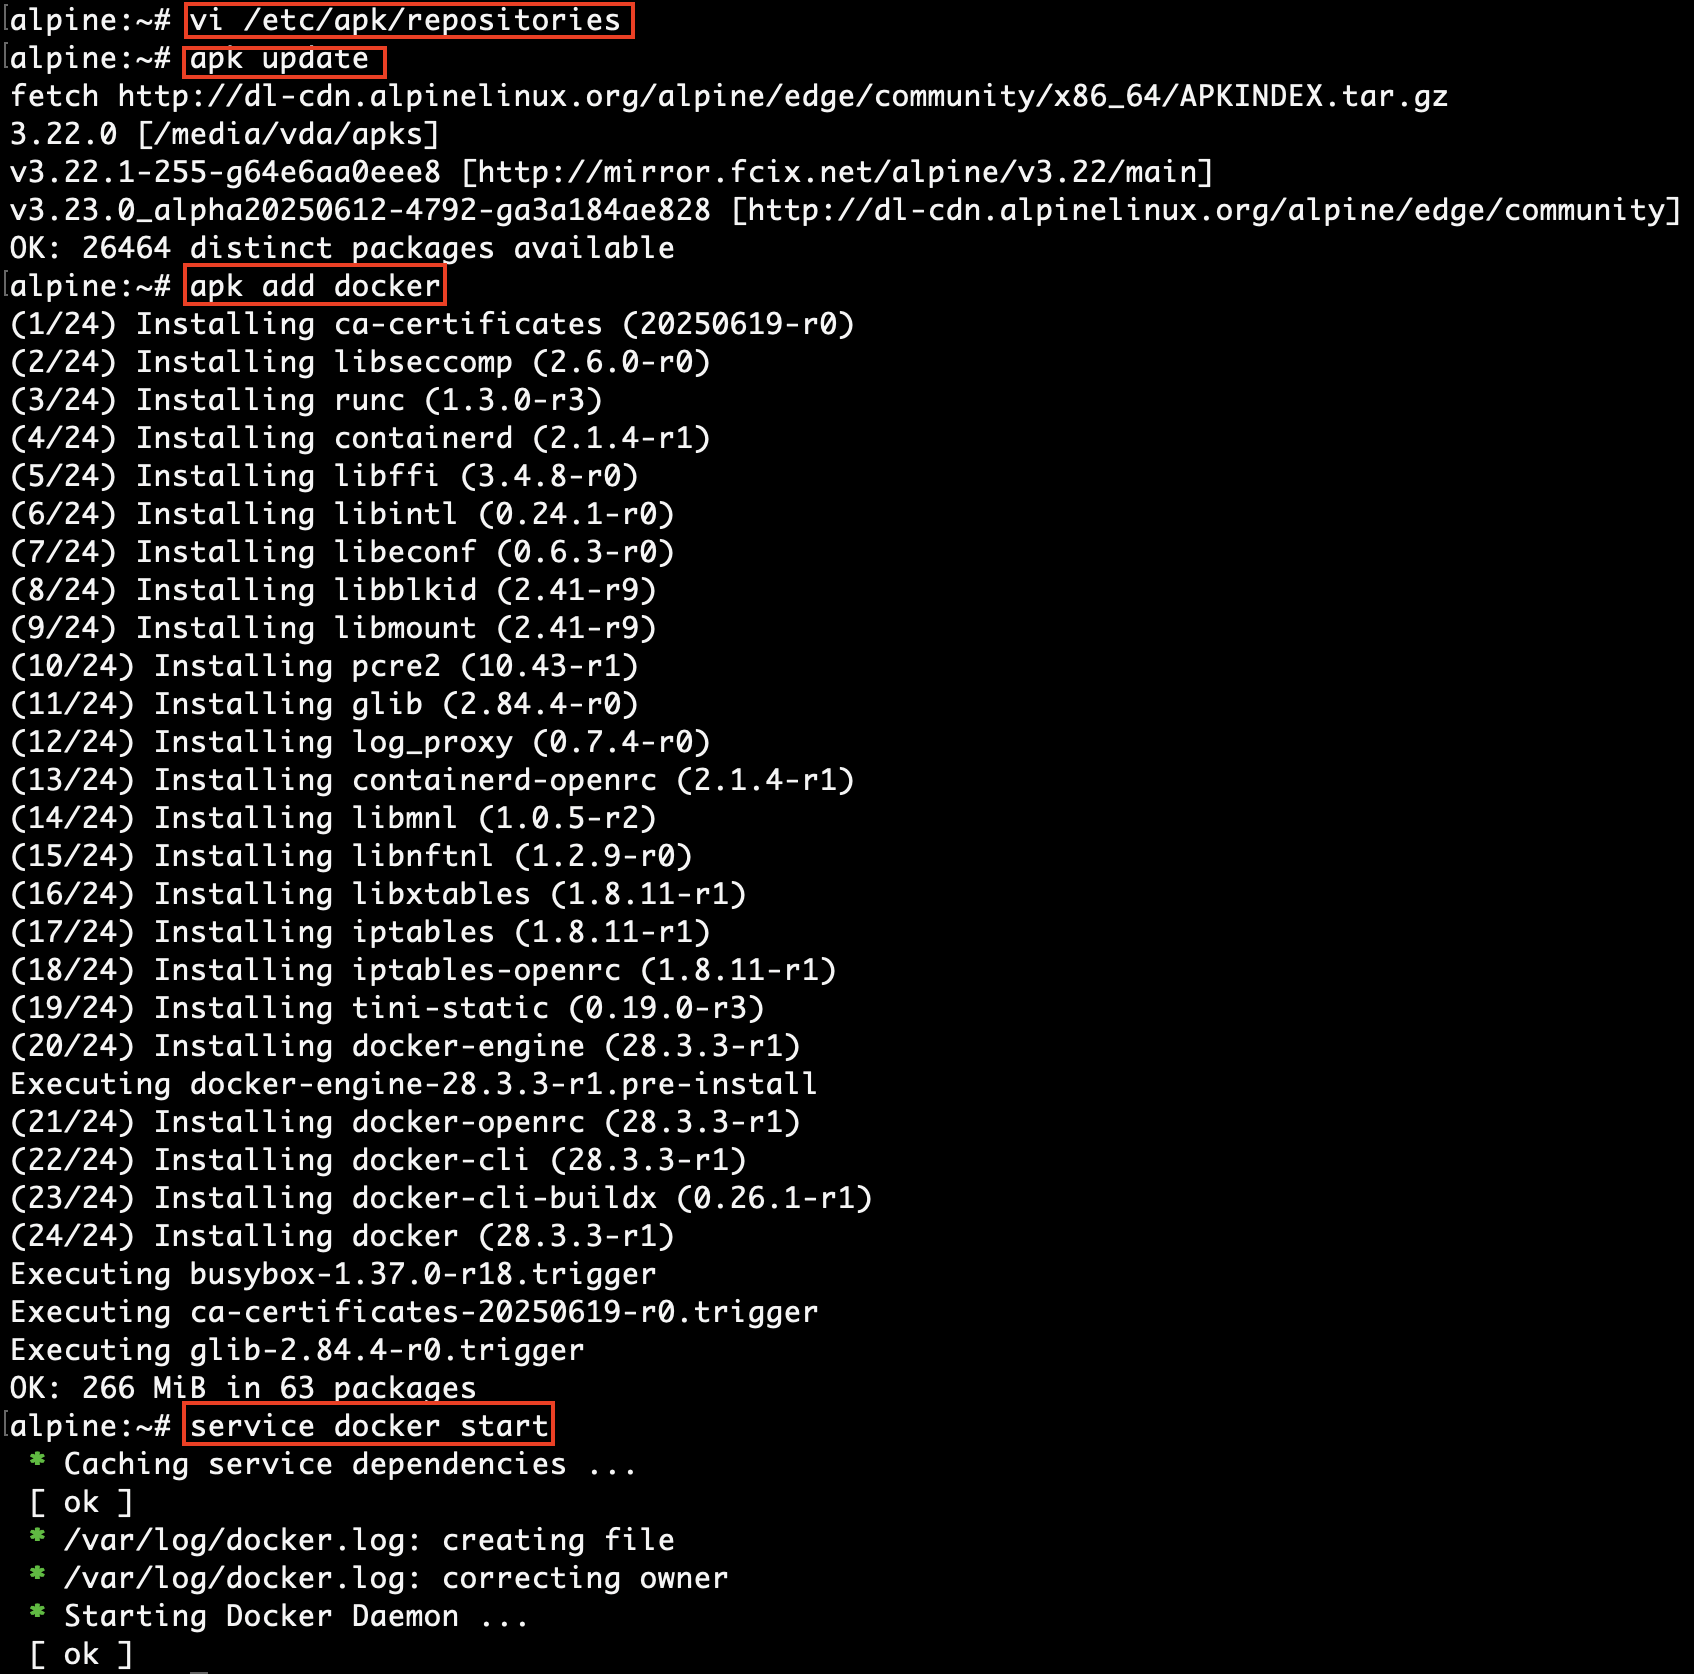 alpine:~# vi /etc/apk/repositories
alpine:~# apk update
fetch http://dl-cdn.alpinelinux.org/alpine/edge/community/x86_64/APKINDEX.tar.gz
3.22.0 [/media/vda/apks]
v3.22.1-255-g64e6aa0eee8 [http://mirror.fcix.net/alpine/v3.22/main]
v3.23.0_alpha20250612-4792-ga3a184ae828 [http://dl-cdn.alpinelinux.org/alpine/edge/community]
OK: 26464 distinct packages available
alpine:~# apk add docker
(1/24) Installing ca-certificates (20250619-r0)
(2/24) Installing libseccomp (2.6.0-r0)
(3/24) Installing runc (1.3.0-r3)
(4/24) Installing containerd (2.1.4-r1)
(5/24) Installing libffi (3.4.8-r0)
(6/24) Installing libintl (0.24.1-r0)
(7/24) Installing libeconf (0.6.3-r0)
(8/24) Installing libblkid (2.41-r9)
(9/24) Installing libmount (2.41-r9)
(10/24) Installing pcre2 (10.43-r1)
(11/24) Installing glib (2.84.4-r0)
(12/24) Installing log_proxy (0.7.4-r0)
(13/24) Installing containerd-openrc (2.1.4-r1)
(14/24) Installing libmnl (1.0.5-r2)
(15/24) Installing libnftnl (1.2.9-r0)
(16/24) Installing libxtables (1.8.11-r1)
(17/24) Installing iptables (1.8.11-r1)
(18/24) Installing iptables-openrc (1.8.11-r1)
(19/24) Installing tini-static (0.19.0-r3)
(20/24) Installing docker-engine (28.3.3-r1)
Executing docker-engine-28.3.3-r1.pre-install
(21/24) Installing docker-openrc (28.3.3-r1)
(22/24) Installing docker-cli (28.3.3-r1)
(23/24) Installing docker-cli-buildx (0.26.1-r1)
(24/24) Installing docker (28.3.3-r1)
Executing busybox-1.37.0-r18.trigger
Executing ca-certificates-20250619-r0.trigger
Executing glib-2.84.4-r0.trigger
OK: 266 MiB in 63 packages
alpine:~# service docker start
 * Caching service dependencies ...
 [ ok ]
 * /var/log/docker.log: creating file
 * /var/log/docker.log: correcting owner
 * Starting Docker Daemon ...
 [ ok ]